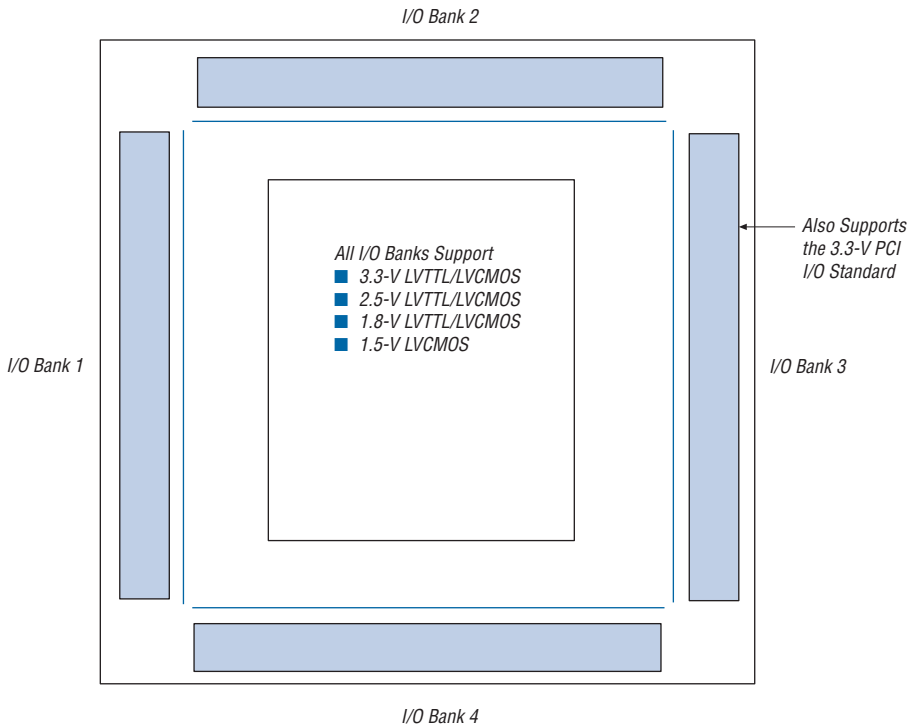 I/O Bank 2
All I/O Banks Support
■ 3.3-V LVTTL/LVCMOS
■ 2.5-V LVTTL/LVCMOS
■ 1.8-V LVTTL/LVCMOS
■ 1.5-V LVCMOS
Also Supports
the 3.3-V PCI
I/O Standard
I/O Bank 1
I/O Bank 3
I/O Bank 4